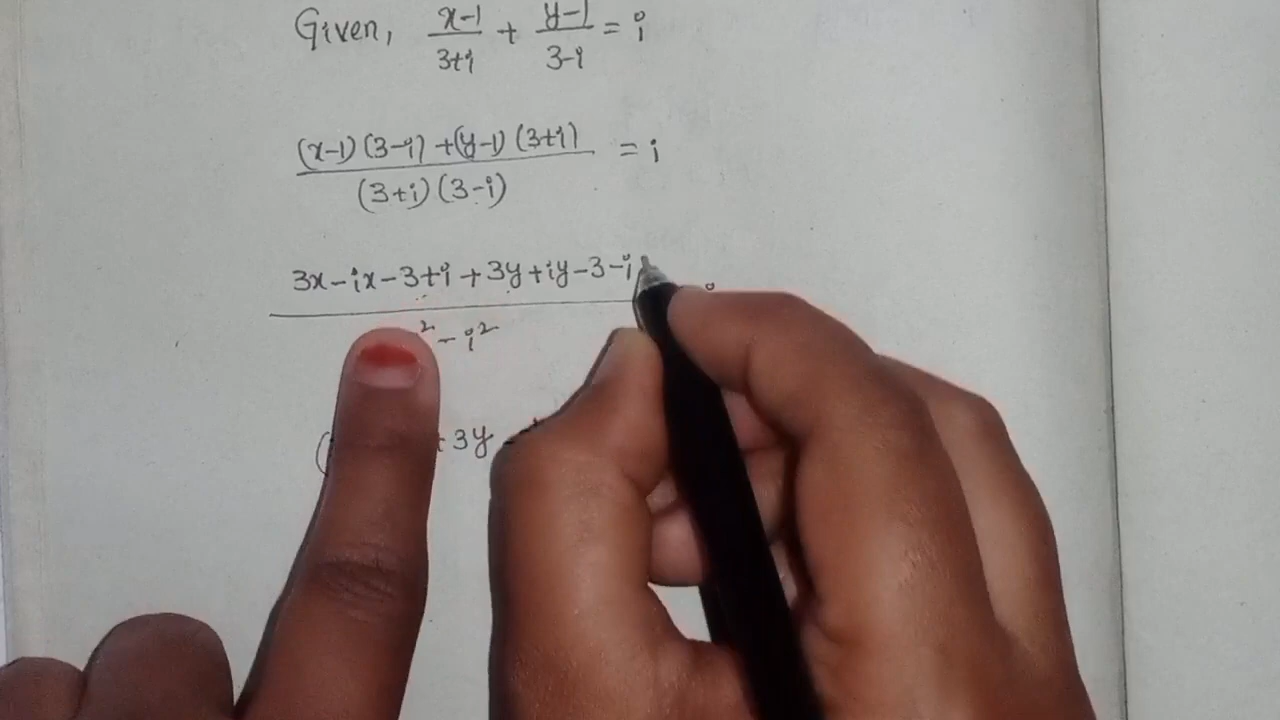 Given, x-1/3+i + y-1/3-i = i
(x-1)(3-i)+(y-1)(3+i)/(3+i)(3-i) = i
3x-ix-3+i+3y+iy-3-i
2-i²
( + 3y